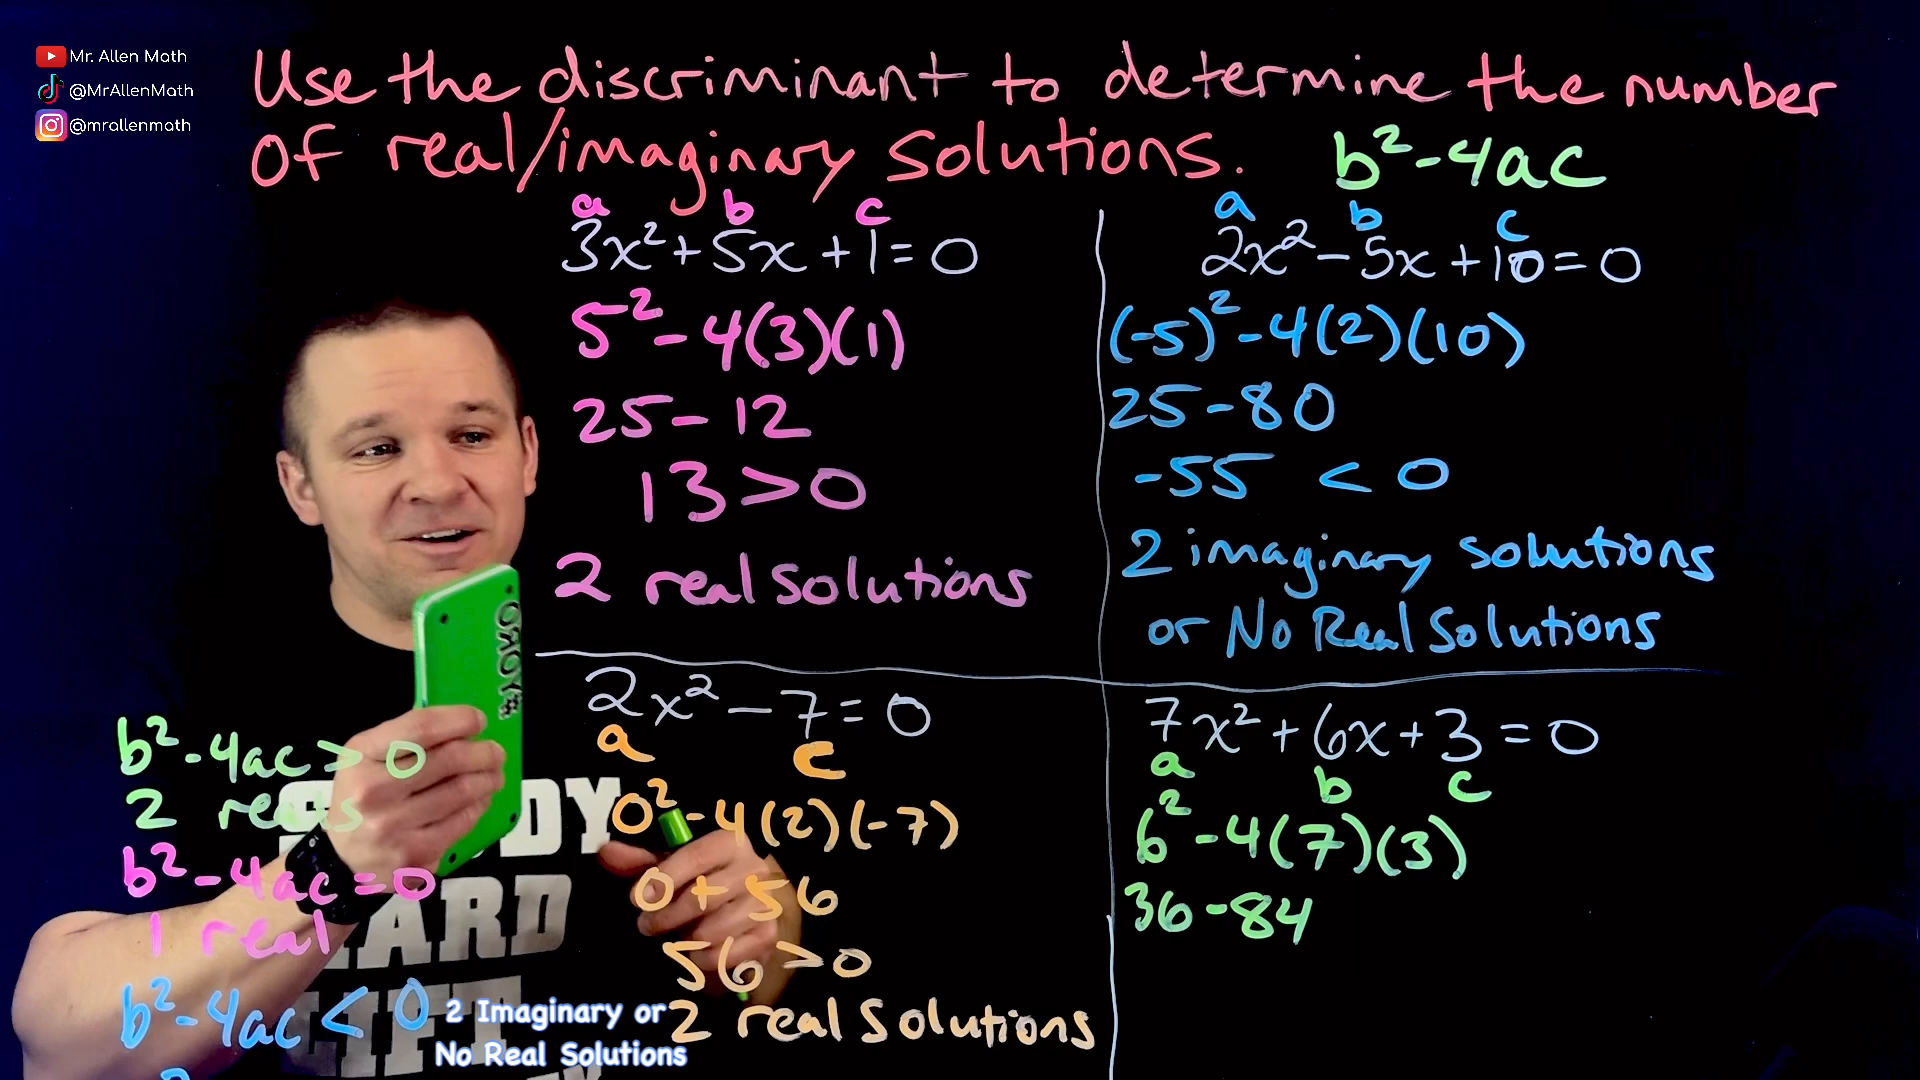 Mr. Allen Math
@MrAllenMath
@mrallenmath
Use the discriminant to determine the number
of real/imaginary solutions. b²-4ac
a b c
3x²+5x+1=0
5²-4(3)(1)
25-12
13>0
2 real solutions
a b c
2x²-5x+10=0
(-5)²-4(2)(10)
25-80
-55 < 0
2 imaginary solutions
or No Real Solutions
2x²-7=0
a c
0²-4(2)(-7)
0+56
56>0
2 real solutions
7x²+6x+3=0
a b c
6²-4(7)(3)
36-84
b²-4ac>0
2 reals
b²-4ac=0
1 real
b²-4ac<0
2 Imaginary or
No Real Solutions
HARD
LIFT